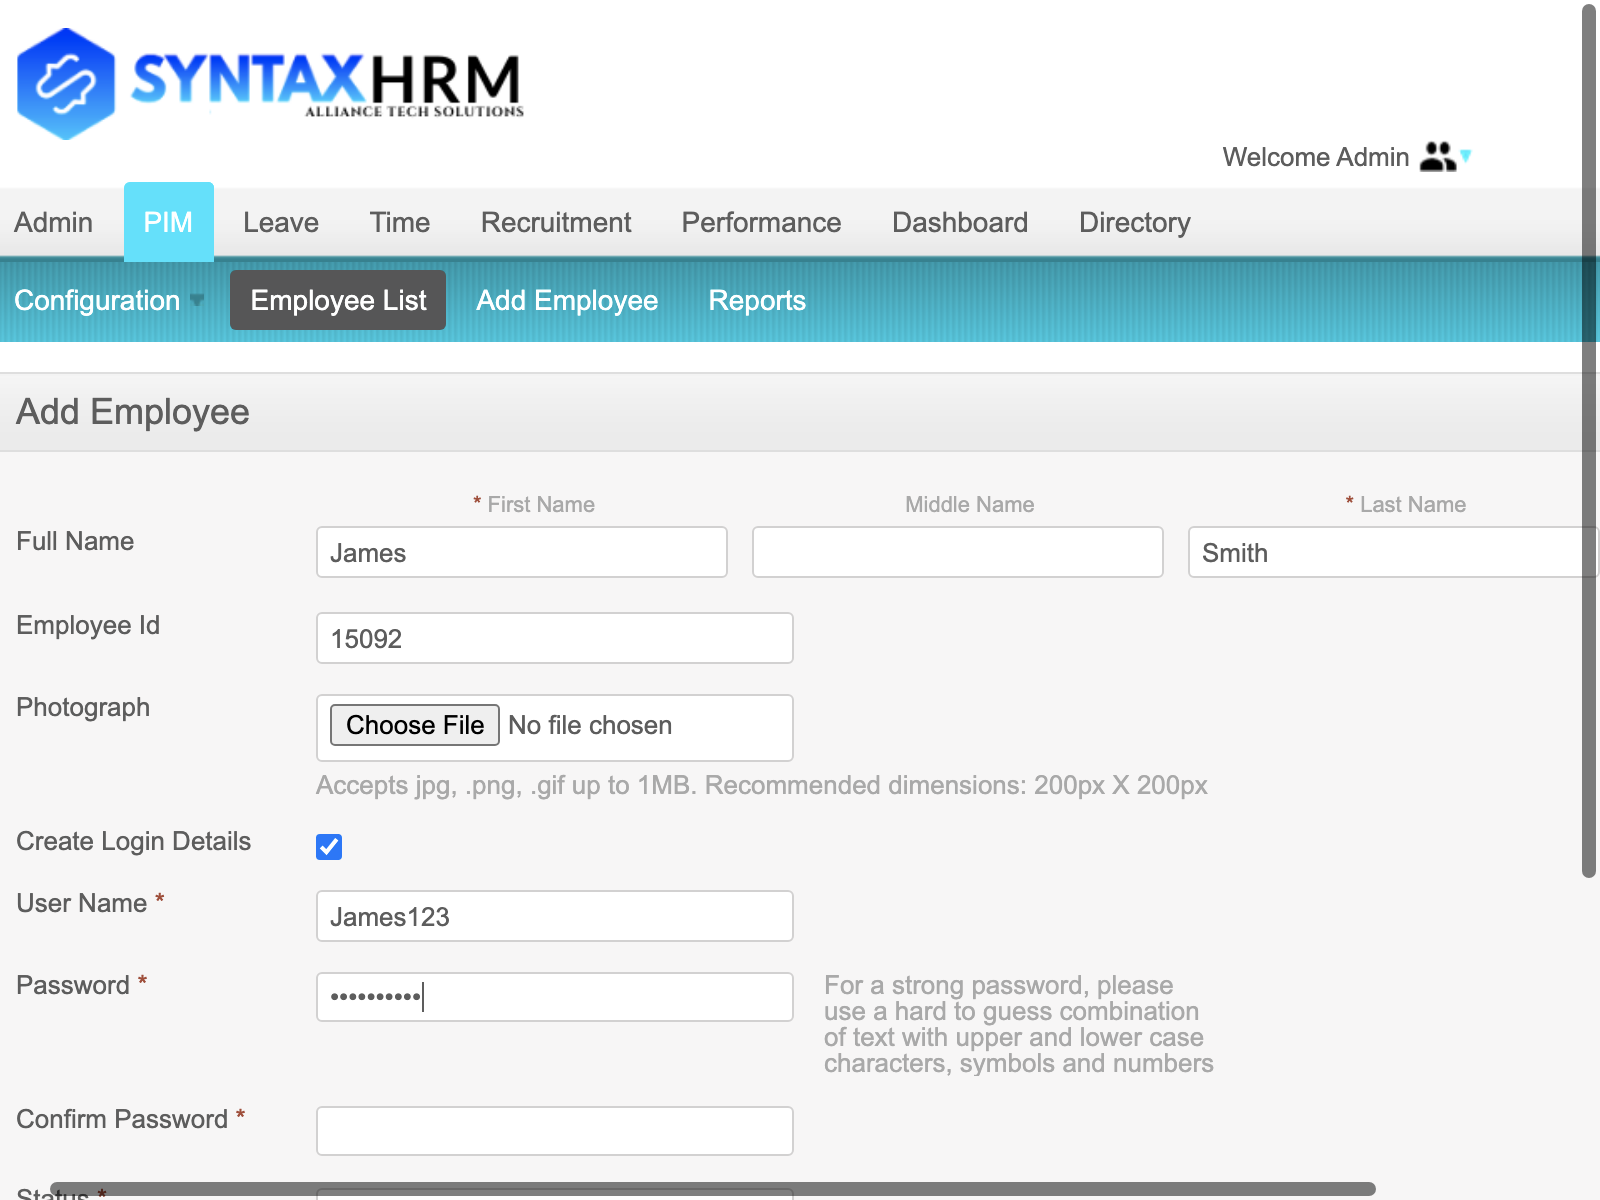 SYNTAXHRM
ALLIANCE TECH SOLUTIONS
Welcome Admin
Admin PIM Leave Time Recruitment Performance Dashboard Directory
Configuration Employee List Add Employee Reports
Add Employee
* First Name Middle Name * Last Name
Full Name James Smith
Employee Id 15092
Photograph Choose File No file chosen
Accepts jpg, .png, .gif up to 1MB. Recommended dimensions: 200px X 200px
Create Login Details
User Name * James123
Password * ••••••••••
For a strong password, please
use a hard to guess combination
of text with upper and lower case
characters, symbols and numbers
Confirm Password *
Status *